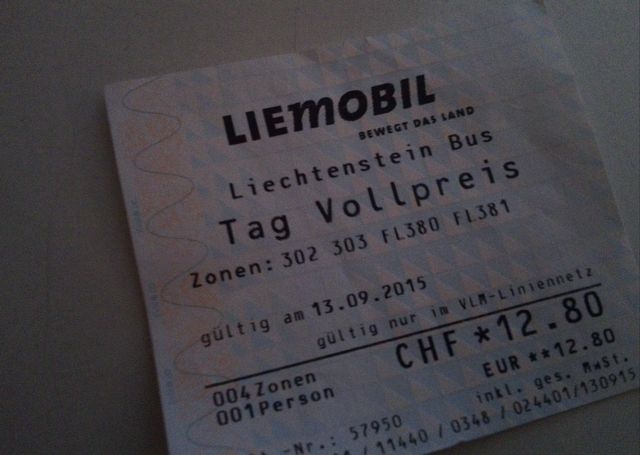 LIEmOBIL
BEWEGT DAS LAND
Liechtenstein Bus
Tag Vollpreis
Zonen: 302 303 FL380 FL381
gültig am 13.09.2015
gültig nur im VLM-Liniennetz
CHF *12.80
004Zonen
EUR **12.80
001Person
inkl. ges. MwSt.
-Nr.: 57950
/ 11440 / 0348 / 024401/130915